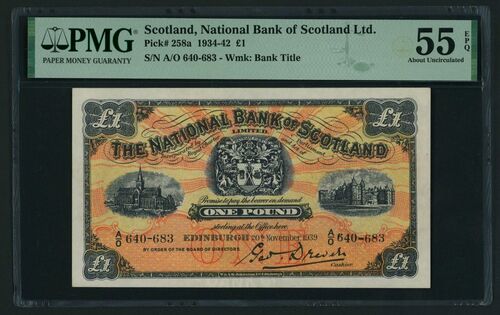 PMG
PAPER MONEY GUARANTY
Scotland, National Bank of Scotland Ltd.
Pick# 258a 1934-42 £1
S/N A/O 640-683 - Wmk: Bank Title
55 EPQ
About Uncirculated
£1 £1
THE NATIONAL BANK OF SCOTLAND
LIMITED
Promise to pay the bearer on demand
ONE POUND
sterling at the Office here
EDINBURGH 20th November 1939
A/O 640-683 A/O 640-683
BY ORDER OF THE BOARD OF DIRECTORS
Cashier
£1 £1